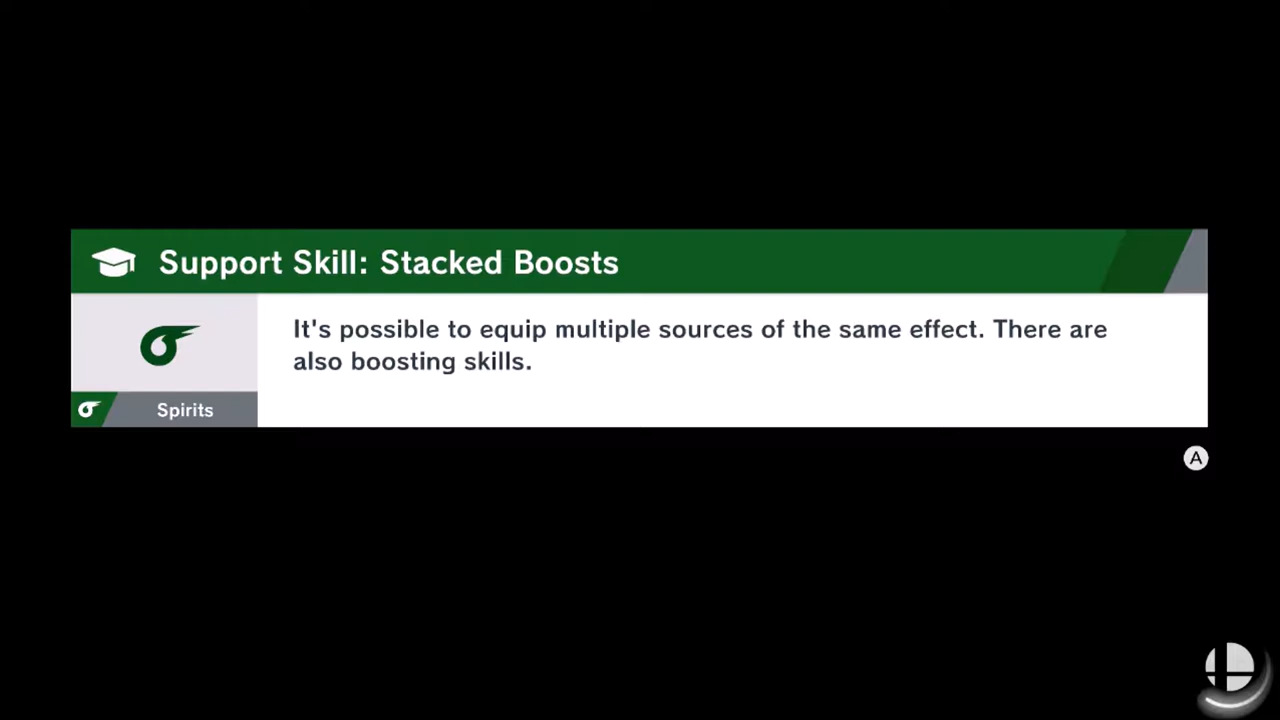 Support Skill: Stacked Boosts
It's possible to equip multiple sources of the same effect. There are
also boosting skills.
Spirits
A